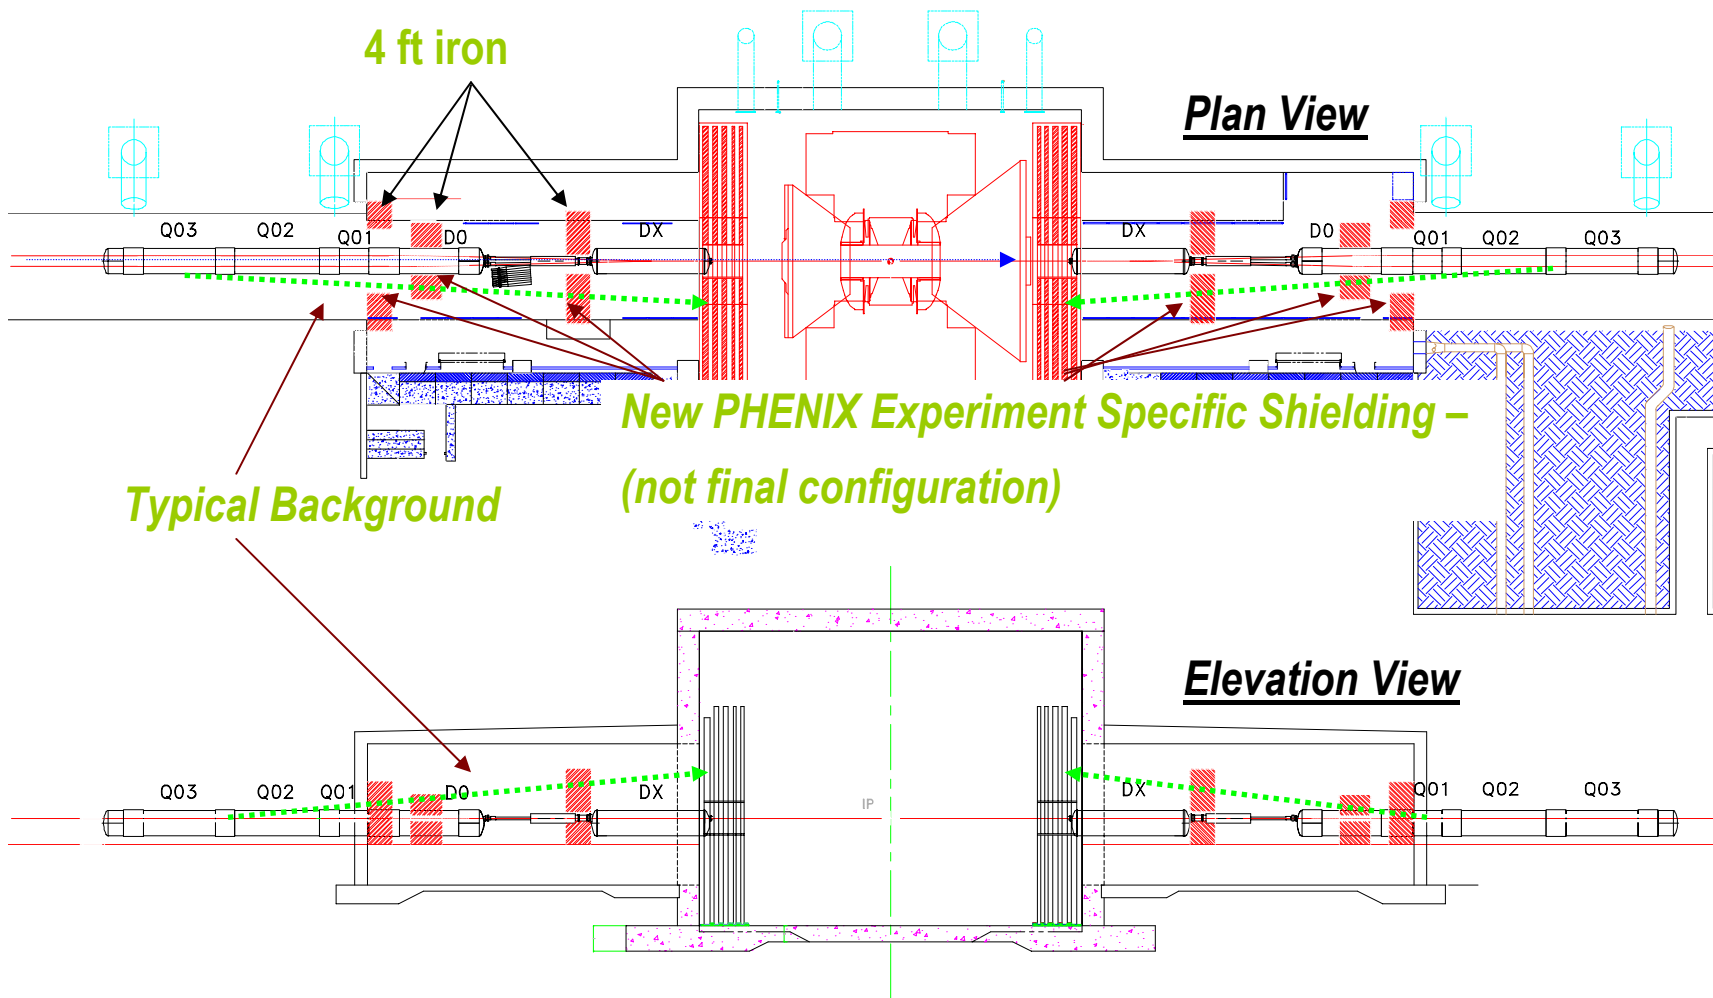 4 ft iron
Plan View
Q03 Q02 Q01 D0 DX DX D0 Q01 Q02 Q03
New PHENIX Experiment Specific Shielding –
(not final configuration)
Typical Background
Elevation View
Q03 Q02 Q01 D0 DX IP DX Q01 Q02 Q03